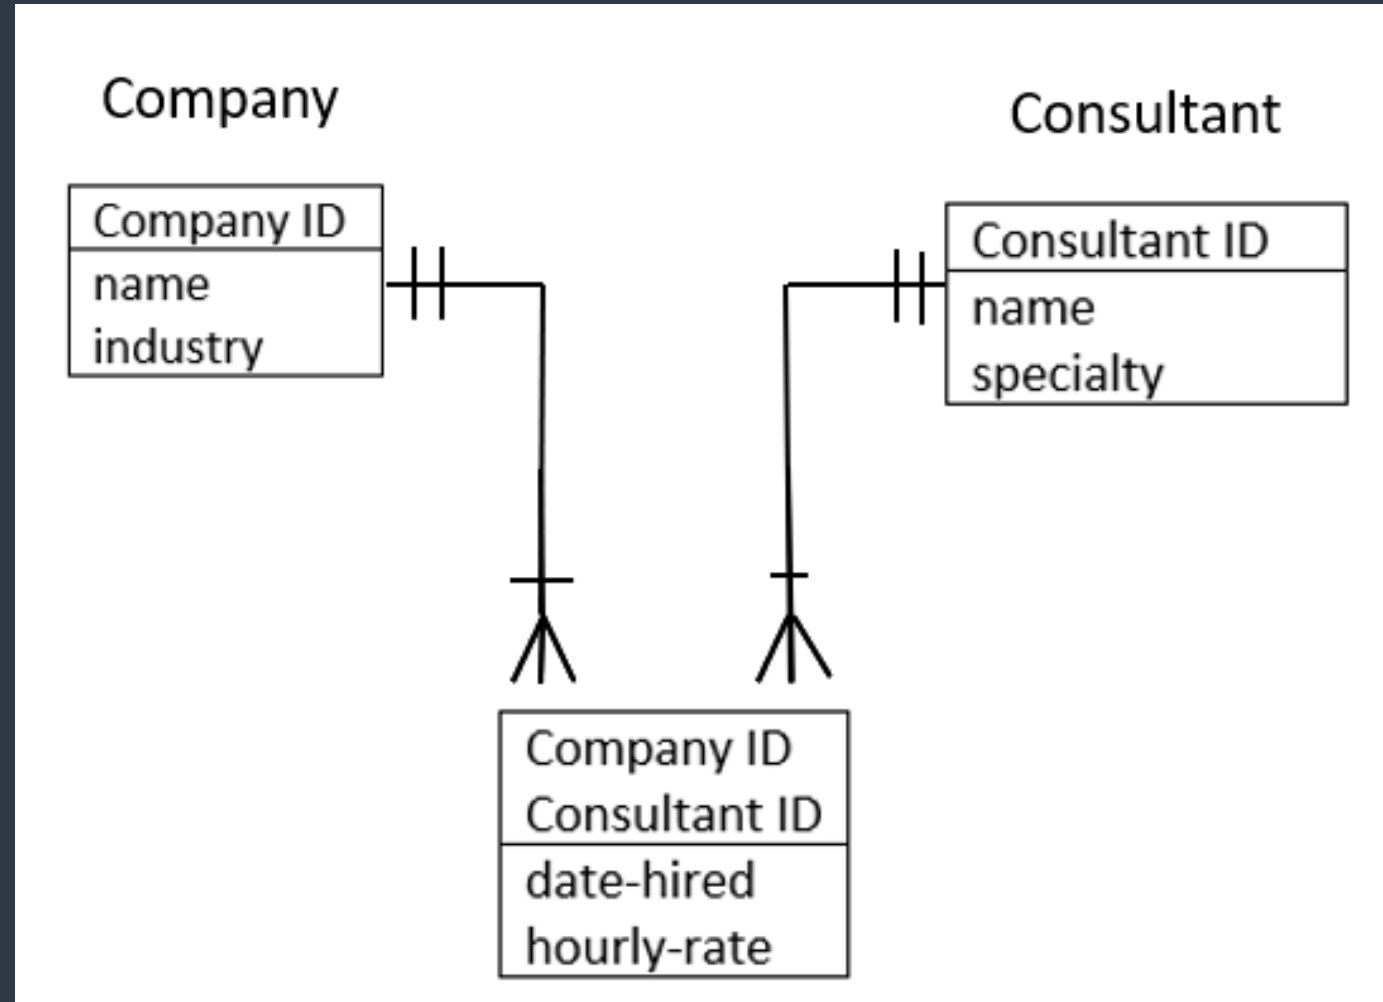 Company
Company ID
name
industry
Consultant
Consultant ID
name
specialty
Company ID
Consultant ID
date-hired
hourly-rate